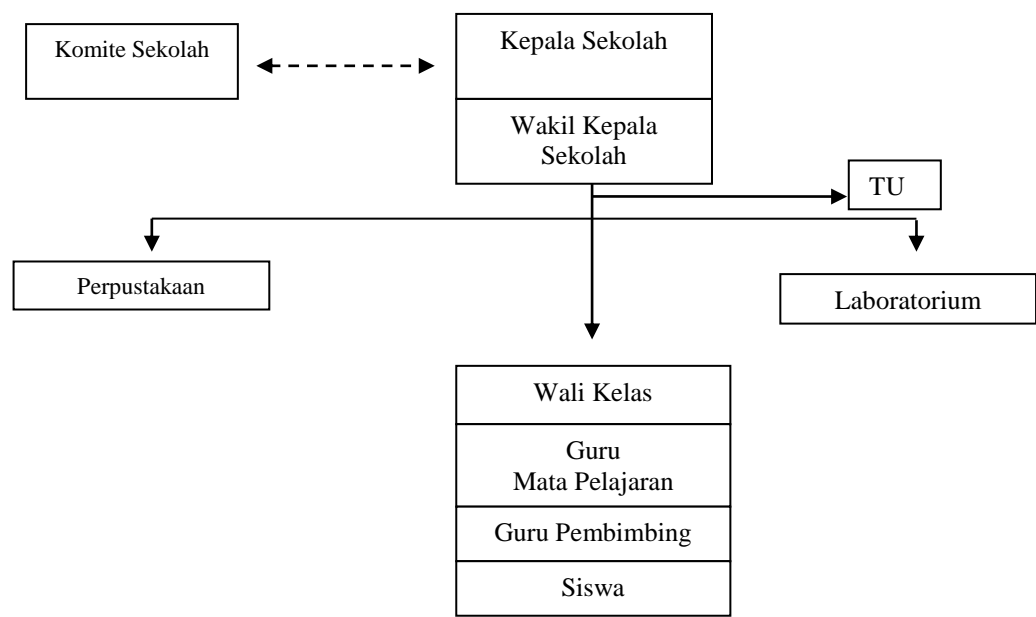 Komite Sekolah
Kepala Sekolah
Wakil Kepala
Sekolah
TU
Perpustakaan
Laboratorium
Wali Kelas
Guru
Mata Pelajaran
Guru Pembimbing
Siswa